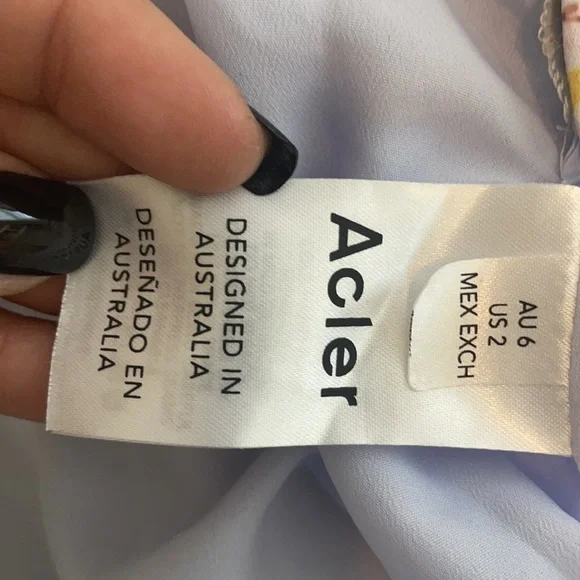 AU 6
US 2
MEX EXCH
Acler
DESIGNED IN
AUSTRALIA
DESEÑADO EN
AUSTRALIA